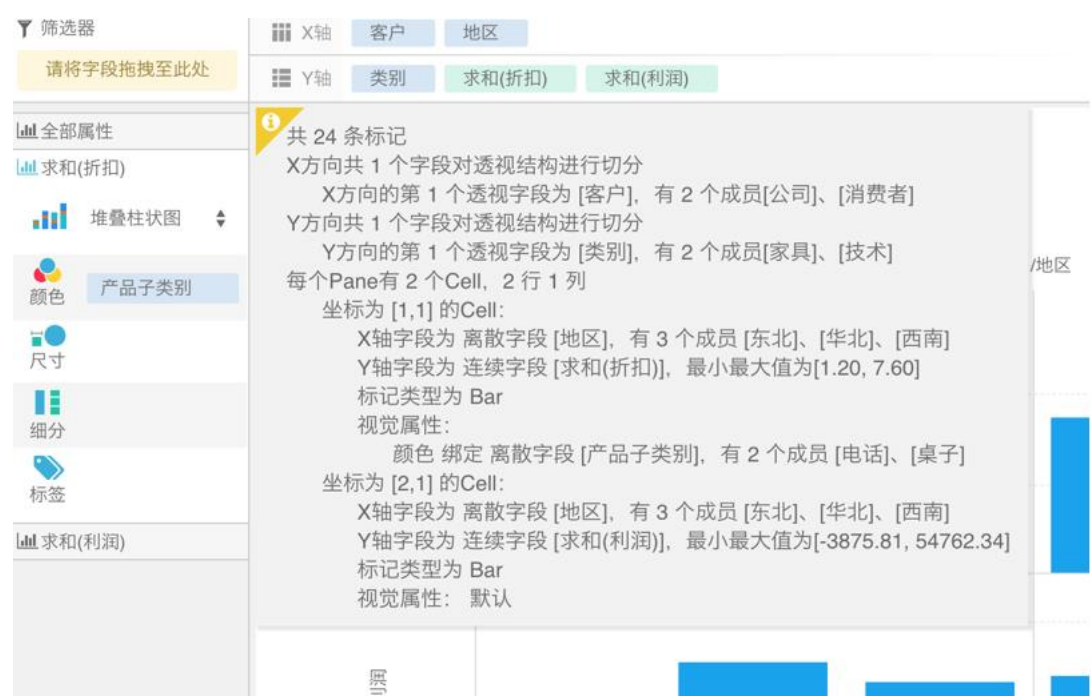 筛选器
X轴 客户 地区
请将字段拖拽至此处
Y轴 类别 求和(折扣) 求和(利润)
全部属性
求和(折扣)
堆叠柱状图
颜色 产品子类别
尺寸
细分
标签
求和(利润)
共 24 条标记
X方向共 1 个字段对透视结构进行切分
X方向的第 1 个透视字段为 [客户]，有 2 个成员[公司]、[消费者]
Y方向共 1 个字段对透视结构进行切分
Y方向的第 1 个透视字段为 [类别]，有 2 个成员[家具]、[技术]
每个Pane有 2 个Cell，2 行 1 列
坐标为 [1,1] 的Cell：
X轴字段为 离散字段 [地区]，有 3 个成员 [东北]、[华北]、[西南]
Y轴字段为 连续字段 [求和(折扣)]，最小最大值为[1.20, 7.60]
标记类型为 Bar
视觉属性：
颜色 绑定 离散字段 [产品子类别]，有 2 个成员 [电话]、[桌子]
坐标为 [2,1] 的Cell：
X轴字段为 离散字段 [地区]，有 3 个成员 [东北]、[华北]、[西南]
Y轴字段为 连续字段 [求和(利润)]，最小最大值为[-3875.81, 54762.34]
标记类型为 Bar
视觉属性： 默认
/地区
利润